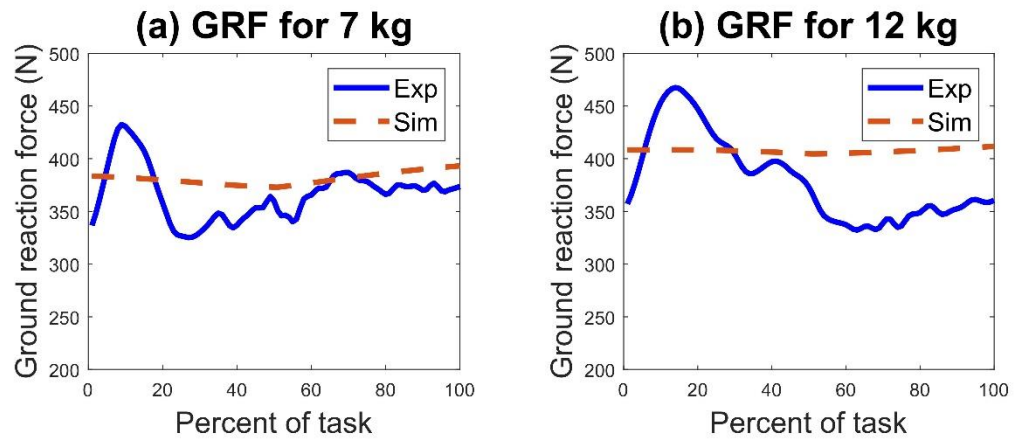 (a) GRF for 7 kg
Ground reaction force (N)
500
450
400
350
300
250
200
0 20 40 60 80 100
Percent of task
Exp
Sim
(b) GRF for 12 kg
Ground reaction force (N)
500
450
400
350
300
250
200
0 20 40 60 80 100
Percent of task
Exp
Sim